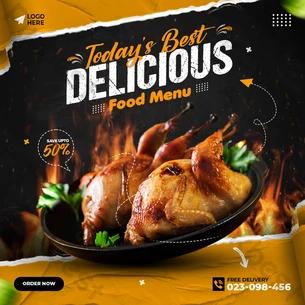 LOGO
HERE
Today's Best
DELICIOUS
Food Menu
SAVE UPTO
50%
ORDER NOW
FREE DELIVERY
023-098-456